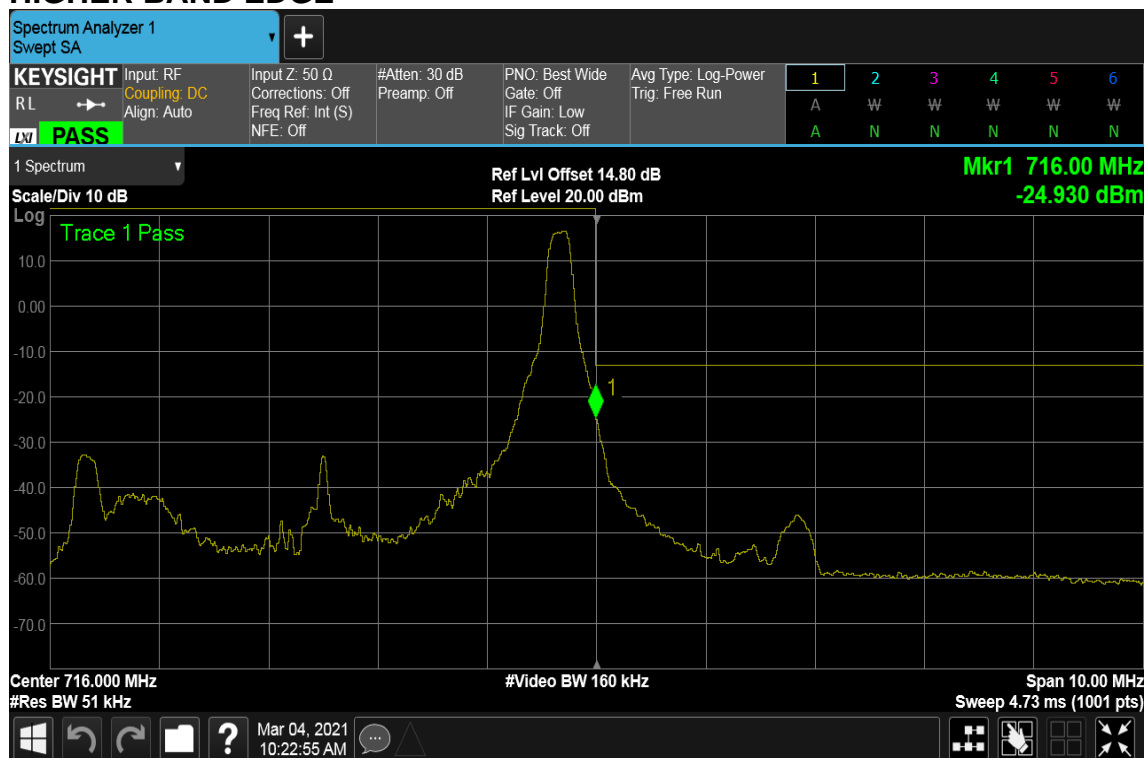 HIGHER BAND EDGE
Spectrum Analyzer 1
Swept SA
KEYSIGHT
R L
LXI PASS
Input: RF
Coupling: DC
Align: Auto
Input Z: 50 Ω
Corrections: Off
Freq Ref: Int (S)
NFE: Off
#Atten: 30 dB
Preamp: Off
PNO: Best Wide
Gate: Off
IF Gain: Low
Sig Track: Off
Avg Type: Log-Power
Trig: Free Run
1 2 3 4 5 6
A W W W W W
A N N N N N
1 Spectrum
Scale/Div 10 dB
Ref Lvl Offset 14.80 dB
Ref Level 20.00 dBm
Mkr1 716.00 MHz
-24.930 dBm
Log
Trace 1 Pass
10.0
0.00
-10.0
1
-20.0
-30.0
-40.0
-50.0
-60.0
-70.0
Center 716.000 MHz
#Video BW 160 kHz
Span 10.00 MHz
#Res BW 51 kHz
Sweep 4.73 ms (1001 pts)
?
Mar 04, 2021
10:22:55 AM